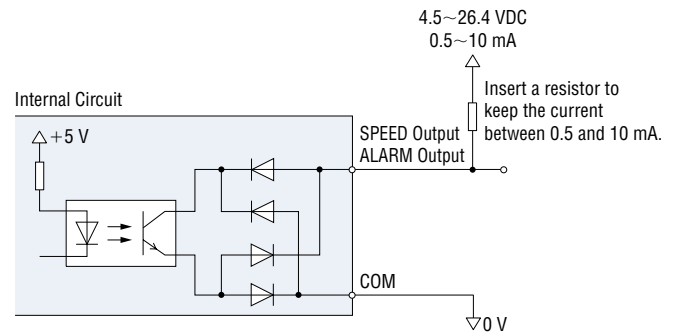 4.5～26.4 VDC
0.5～10 mA
Insert a resistor to
keep the current
between 0.5 and 10 mA.
Internal Circuit
+5 V
SPEED Output
ALARM Output
COM
0 V